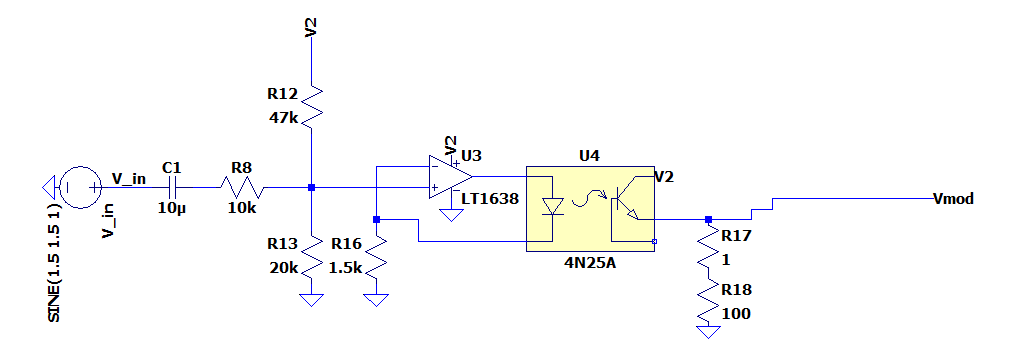 V2
R12
47k
V_in
C1
10µ
R8
10k
V_in
SINE(1.5 1.5 1)
R13
20k
R16
1.5k
V2
U3
LT1638
U4
V2
4N25A
R17
1
R18
100
Vmod